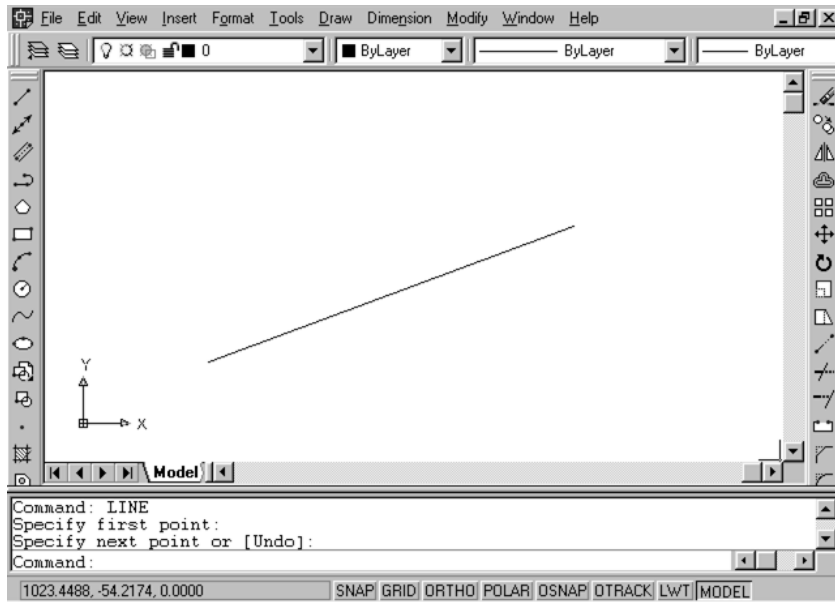 File Edit View Insert Format Tools Draw Dimension Modify Window Help
0 ByLayer ByLayer ByLayer
Y
X
Model
Command: LINE
Specify first point:
Specify next point or [Undo]:
Command:
1023.4488, -54.2174, 0.0000 SNAP GRID ORTHO POLAR OSNAP OTRACK LWT MODEL